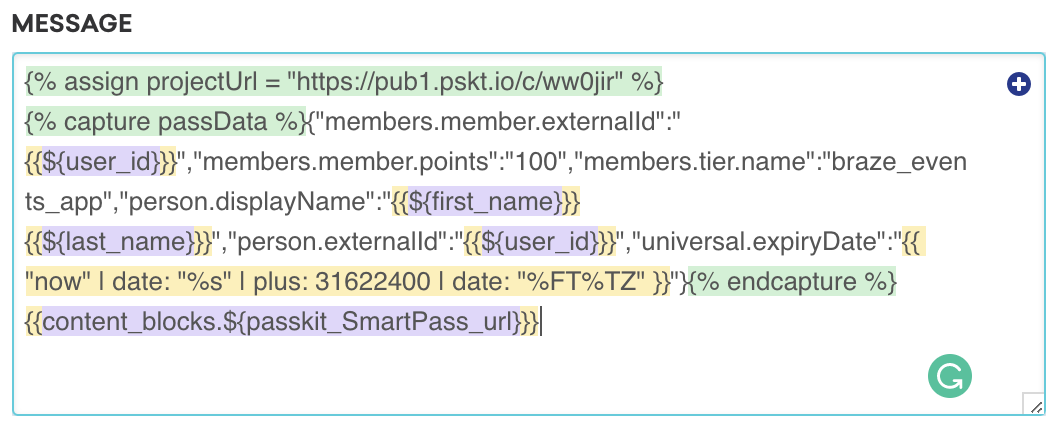 MESSAGE
{% assign projectUrl = "https://pub1.pskt.io/c/ww0jir" %}
{% capture passData %}{"members.member.externalId":"
{{${user_id}}}","members.member.points":"100","members.tier.name":"braze_even
ts_app","person.displayName":"{{${first_name}}}
{{${last_name}}}","person.externalId":"{{${user_id}}}","universal.expiryDate":"{{
"now" | date: "%s" | plus: 31622400 | date: "%FT%TZ" }}"}{% endcapture %}
{{content_blocks.${passkit_SmartPass_url}}}